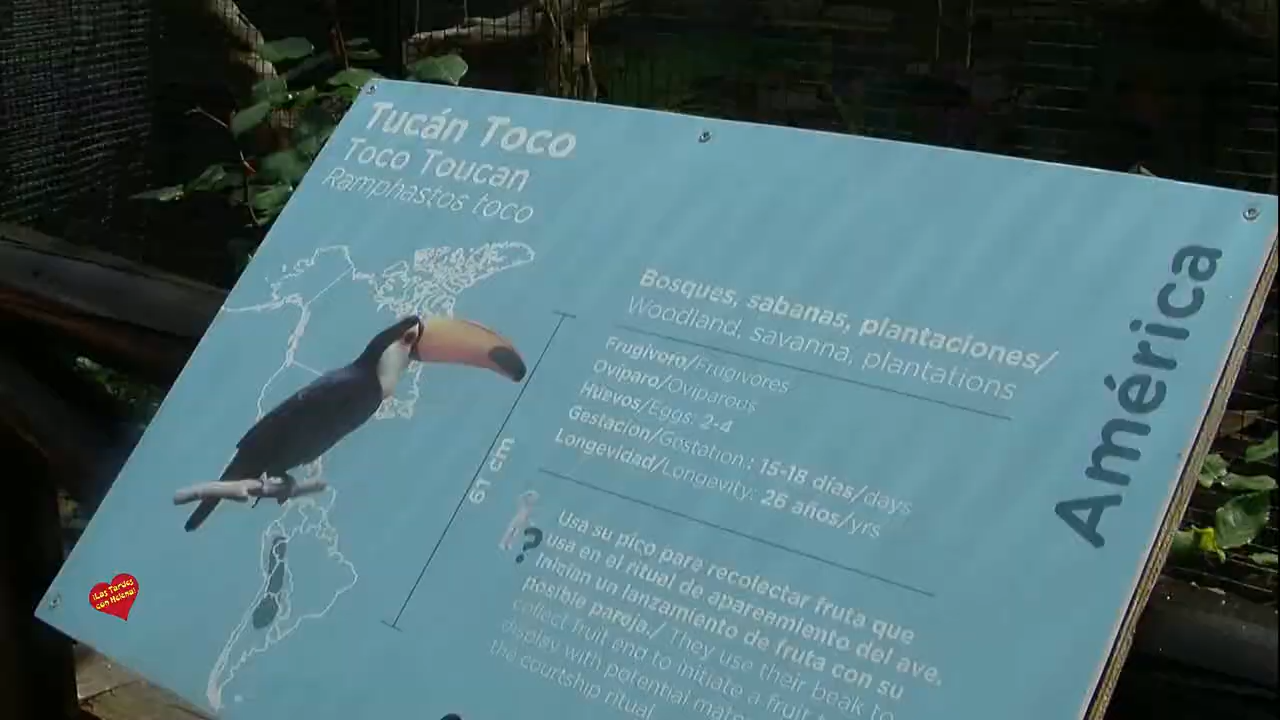 Tucán Toco
Toco Toucan
Ramphastos toco
América
Bosques, sabanas, plantaciones/
Woodland, savanna, plantations
Frugívoro/Frugivores
Ovíparo/Oviparous
Huevos/Eggs: 2-4
Gestación/Gestation.: 15-18 días/days
Longevidad/Longevity: 26 años/yrs
61 cm
?
Usa su pico para recolectar fruta que
usa en el ritual de apareamiento del ave.
Inician un lanzamiento de fruta con su
posible pareja./ They use their beak to
collect fruit and to initiate a fruit
display with potential
the courtship ritual
¡Las Tardes
con Helena!